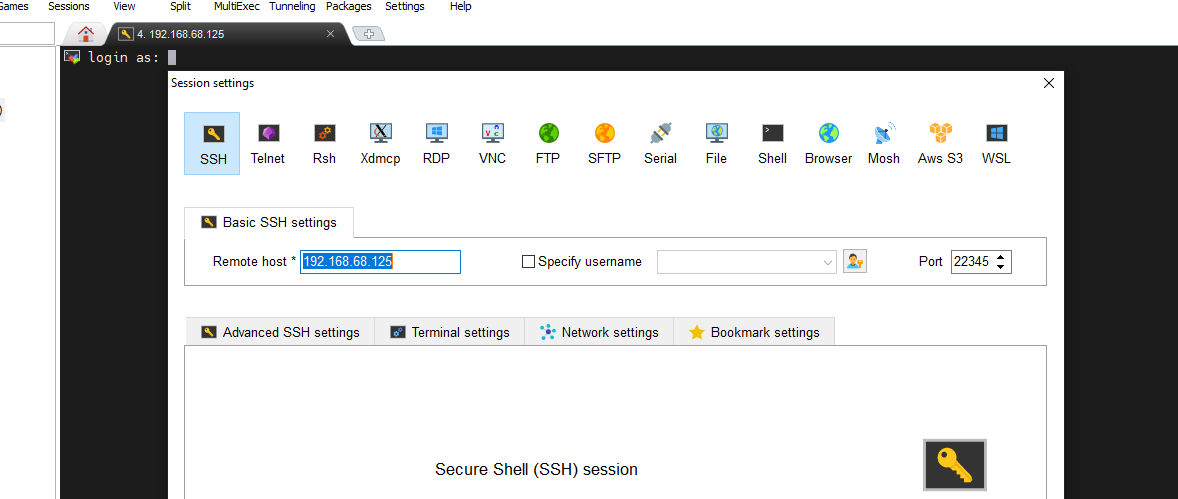 Games Sessions View Split MultiExec Tunneling Packages Settings Help
4. 192.168.68.125
login as:
Session settings
SSH Telnet Rsh Xdmcp RDP VNC FTP SFTP Serial File Shell Browser Mosh Aws S3 WSL
Basic SSH settings
Remote host * 192.168.68.125 Specify username Port 22345
Advanced SSH settings Terminal settings Network settings Bookmark settings
Secure Shell (SSH) session